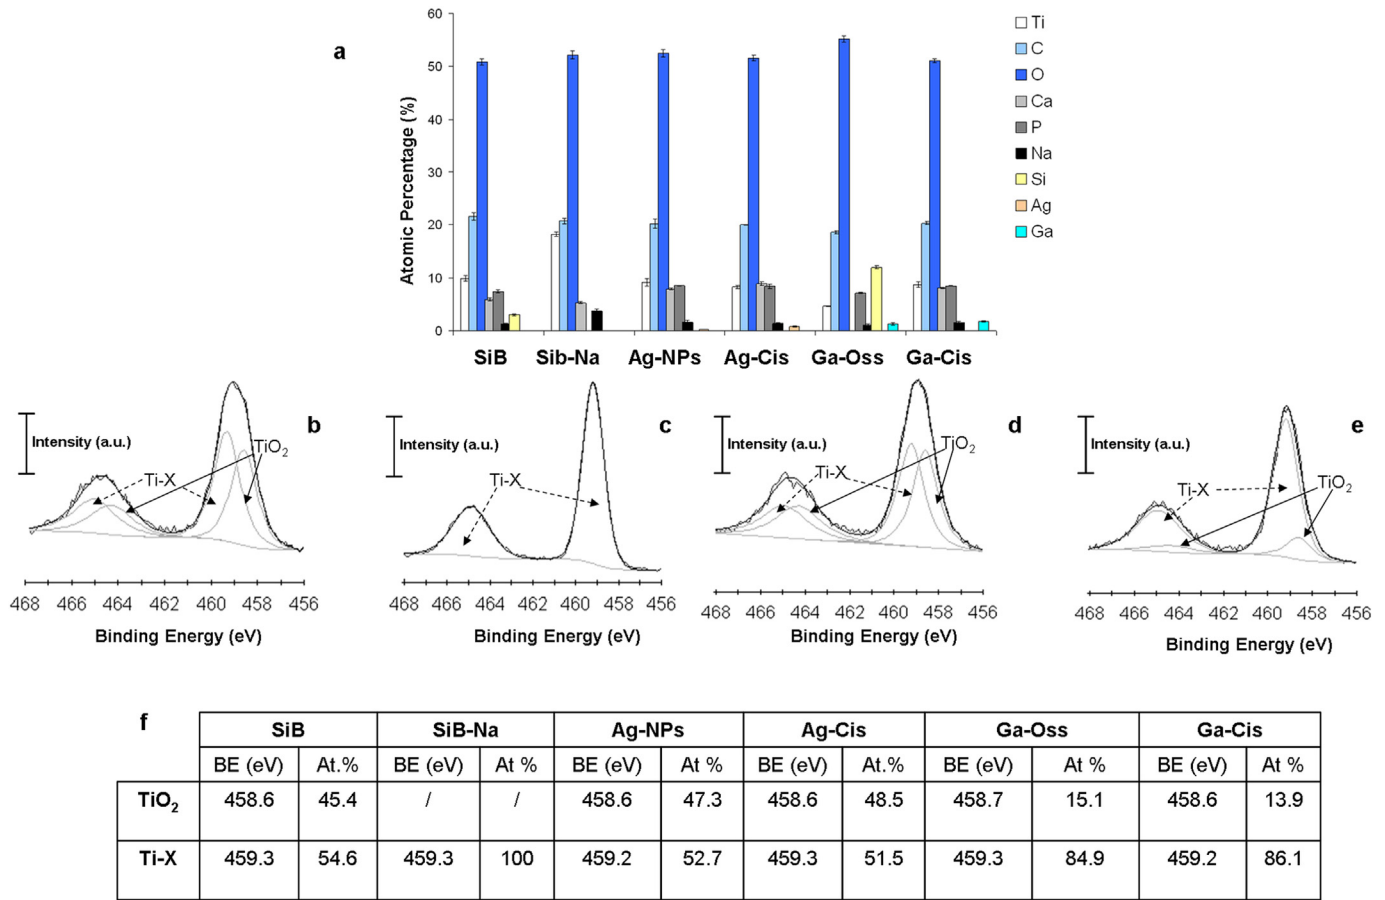 a
60
50
40
30
20
10
0
Atomic Percentage (%)
Ti
C
O
Ca
P
Na
Si
Ag
Ga
SiB Sib-Na Ag-NPs Ag-Cis Ga-Oss Ga-Cis
b
Intensity (a.u.)
Ti-X
TiO2
468 466 464 462 460 458 456
Binding Energy (eV)
c
Intensity (a.u.)
Ti-X
468 466 464 462 460 458 456
Binding Energy (eV)
d
Intensity (a.u.)
Ti-X
TiO2
468 466 464 462 460 458 456
Binding Energy (eV)
e
Intensity (a.u.)
Ti-X
TiO2
468 466 464 462 460 458 456
Binding Energy (eV)
f
SiB SiB-Na Ag-NPs Ag-Cis Ga-Oss Ga-Cis
BE (eV) At.% BE (eV) At % BE (eV) At % BE (eV) At.% BE (eV) At % BE (eV) At %
TiO2 458.6 45.4 / / 458.6 47.3 458.6 48.5 458.7 15.1 458.6 13.9
Ti-X 459.3 54.6 459.3 100 459.2 52.7 459.3 51.5 459.3 84.9 459.2 86.1